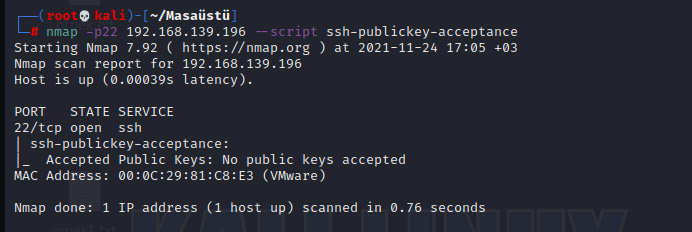 ┌──(root💀kali)-[~/Masaüstü]
└─# nmap -p22 192.168.139.196 --script ssh-publickey-acceptance
Starting Nmap 7.92 ( https://nmap.org ) at 2021-11-24 17:05 +03
Nmap scan report for 192.168.139.196
Host is up (0.00039s latency).

PORT   STATE SERVICE
22/tcp open  ssh
| ssh-publickey-acceptance:
|_  Accepted Public Keys: No public keys accepted
MAC Address: 00:0C:29:81:C8:E3 (VMware)

Nmap done: 1 IP address (1 host up) scanned in 0.76 seconds